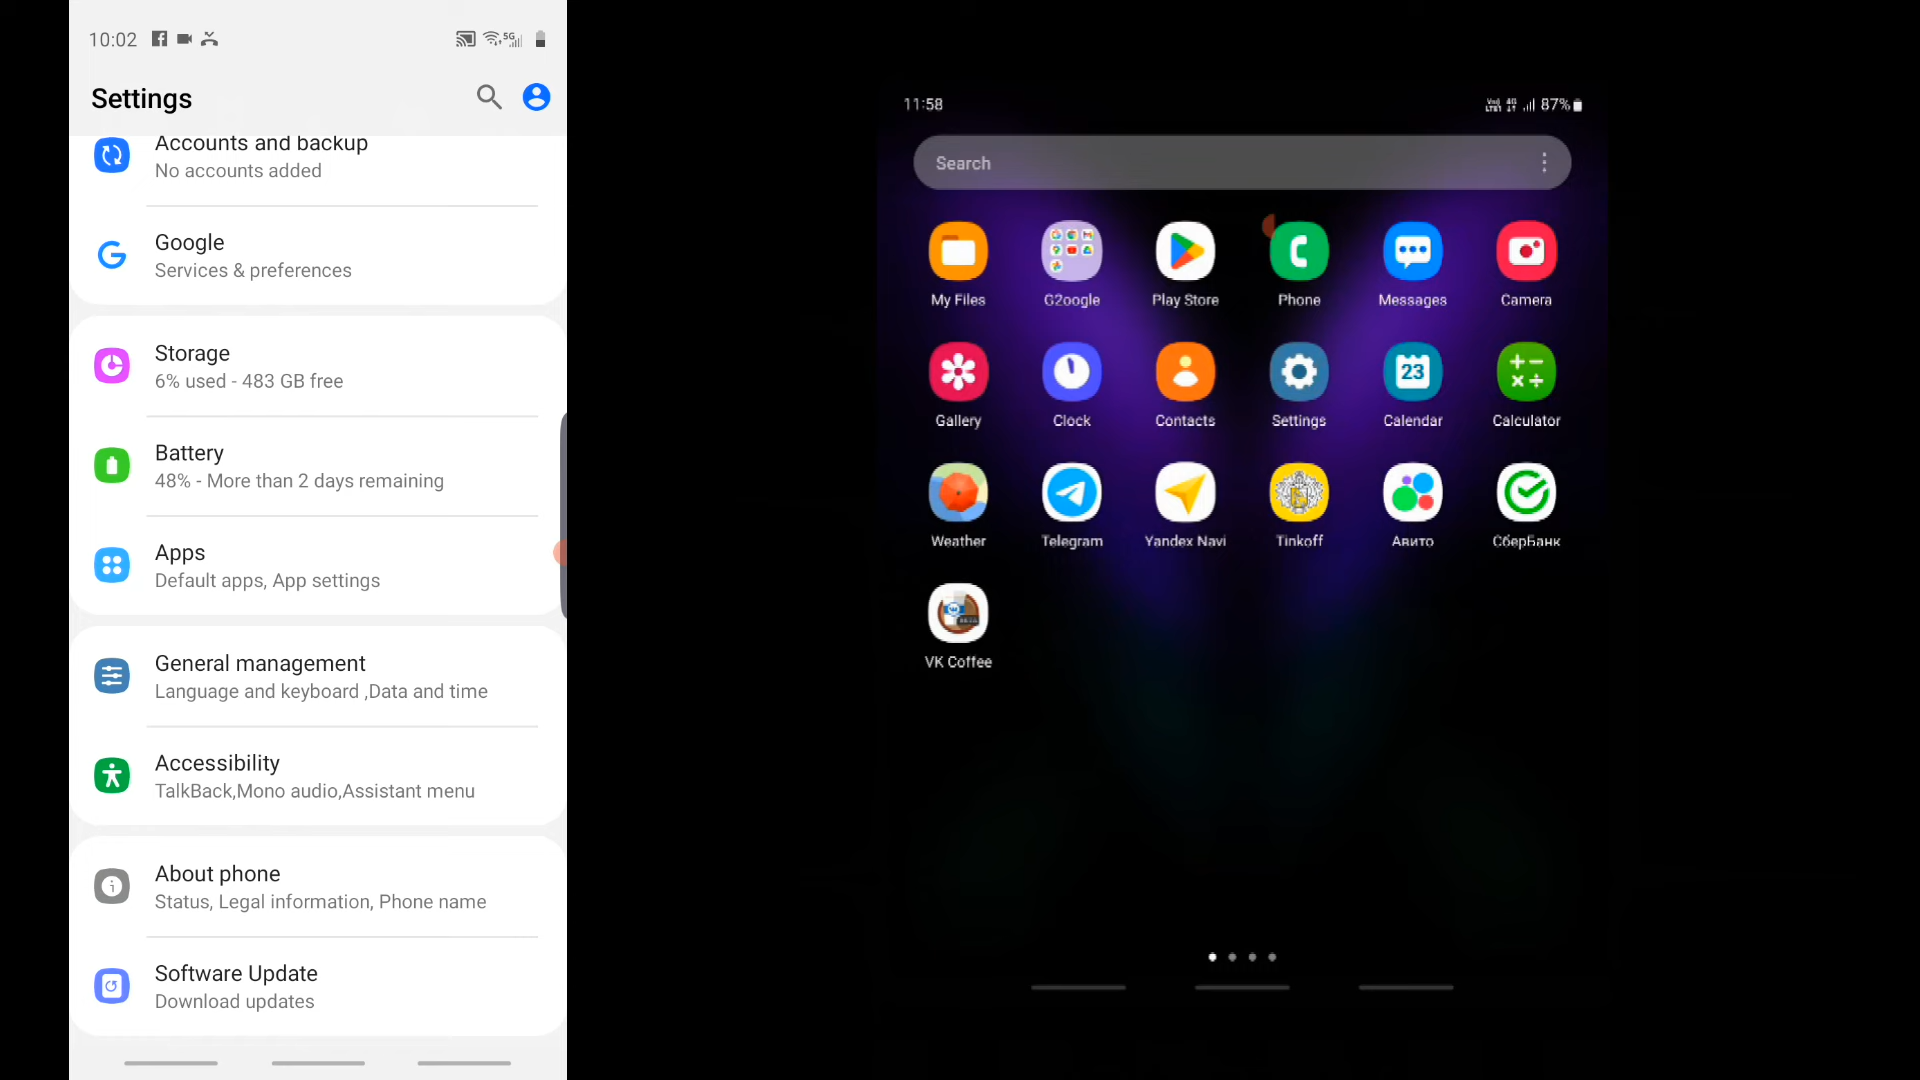 10:02
5G
Settings
Accounts and backup
No accounts added
Google
Services & preferences
Storage
6% used - 483 GB free
Battery
48% - More than 2 days remaining
Apps
Default apps, App settings
General management
Language and keyboard ,Data and time
Accessibility
TalkBack,Mono audio,Assistant menu
About phone
Status, Legal information, Phone name
Software Update
Download updates
11:58
87%
Search
My Files
G2oogle
Play Store
Phone
Messages
Camera
Gallery
Clock
Contacts
Settings
23
Calendar
Calculator
Weather
Telegram
Yandex Navi
Tinkoff
Авито
СберБанк
VK Coffee